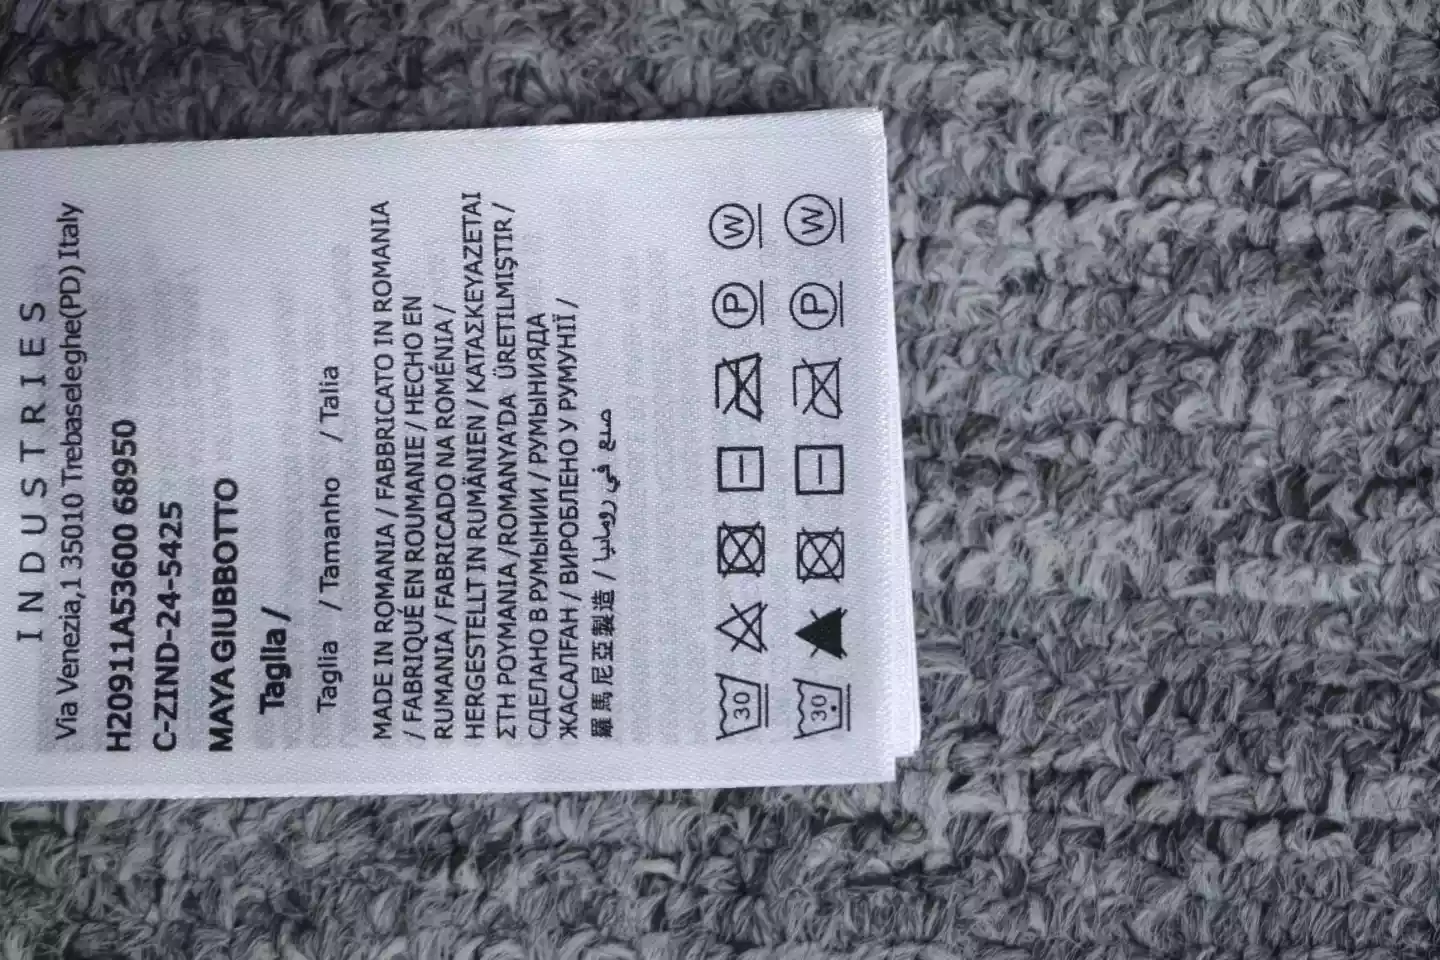 INDUSTRIES
Via Venezia,1 35010 Trebaseleghe(PD) Italy
H20911A53600 68950
C-ZIND-24-5425
MAYA GIUBBOTTO
Taglia /
Taglia / Tamanho / Talia
MADE IN ROMANIA / FABBRICATO IN ROMANIA
/ FABRIQUÉ EN ROUMANIE / HECHO EN
RUMANIA / FABRICADO NA ROMÉNIA /
HERGESTELLT IN RUMÄNIEN / ΚΑΤΑΣΚΕΥΑΖΕΤΑΙ
ΣΤΗ ΡΟΥΜΑΝΙΑ /ROMANYA'DA ÜRETILMIŞTIR /
СДЕЛАНО В РУМЫНИИ / РУМЫНИЯДА
ЖАСАЛҒАН / ВИРОБЛЕНО У РУМУНІЇ /
羅馬尼亞製造 / صنع في رومانيا
30 P W
30 P W